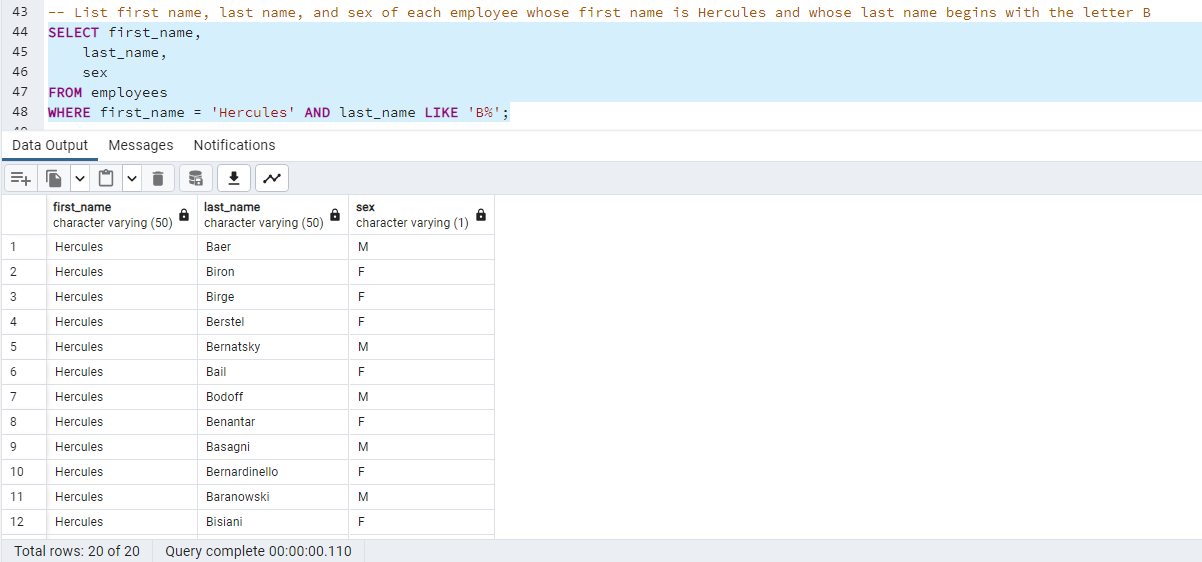 43 -- List first name, last name, and sex of each employee whose first name is Hercules and whose last name begins with the letter B
44 SELECT first_name,
45 last_name,
46 sex
47 FROM employees
48 WHERE first_name = 'Hercules' AND last_name LIKE 'B%';
Data Output Messages Notifications
first_name last_name sex
character varying (50) character varying (50) character varying (1)
1 Hercules Baer M
2 Hercules Biron F
3 Hercules Birge F
4 Hercules Berstel F
5 Hercules Bernatsky M
6 Hercules Bail F
7 Hercules Bodoff M
8 Hercules Benantar F
9 Hercules Basagni M
10 Hercules Bernardinello F
11 Hercules Baranowski M
12 Hercules Bisiani F
Total rows: 20 of 20 Query complete 00:00:00.110